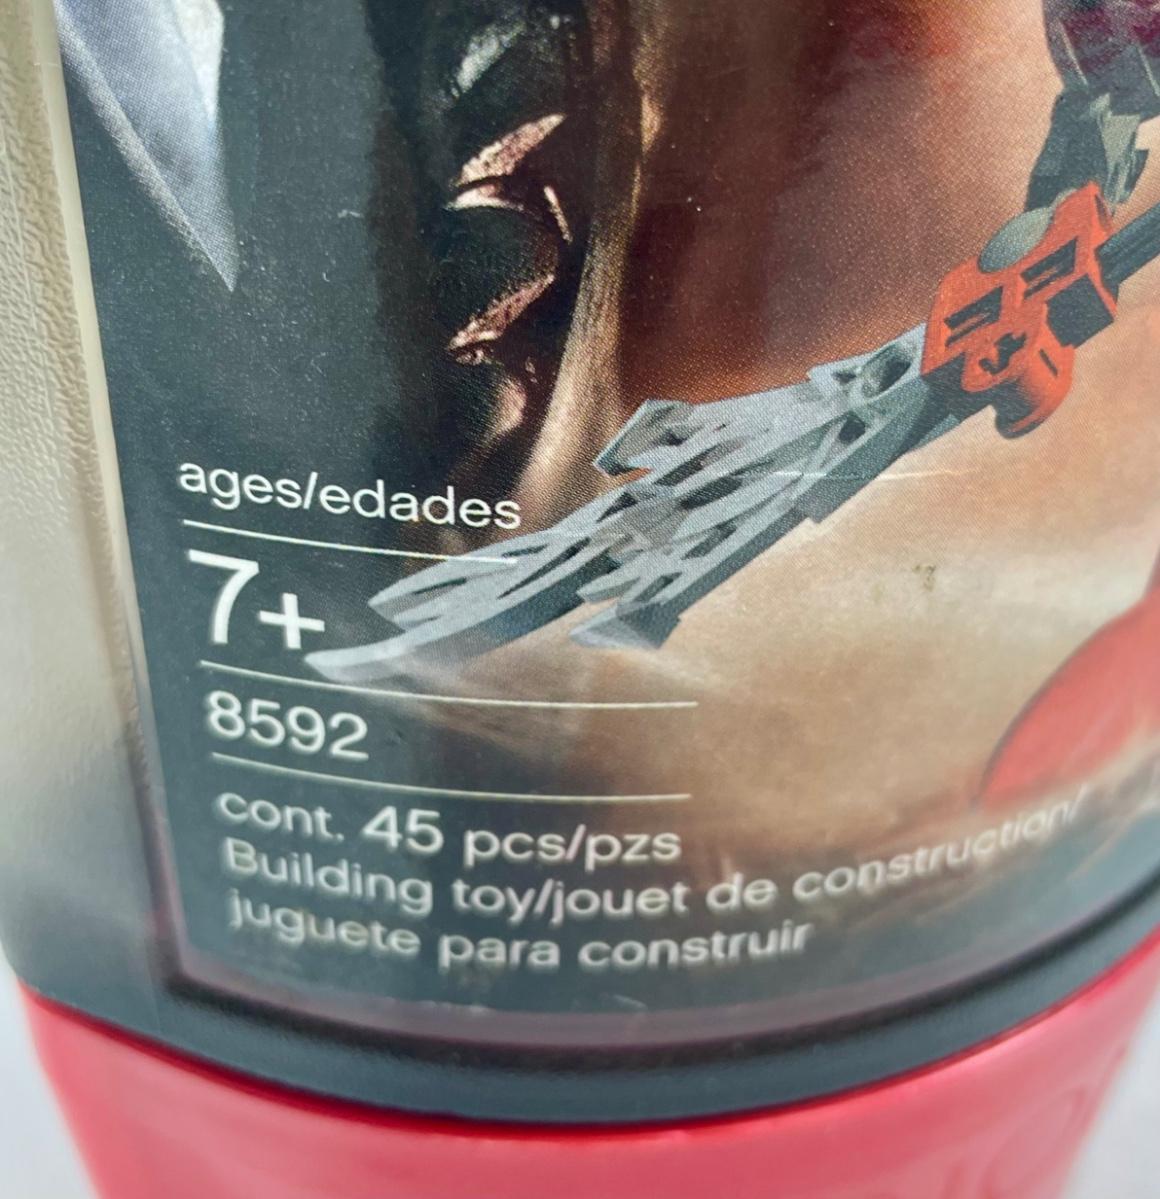 ages/edades
7+
8592
cont. 45 pcs/pzs
Building toy/jouet de construction/
juguete para construir